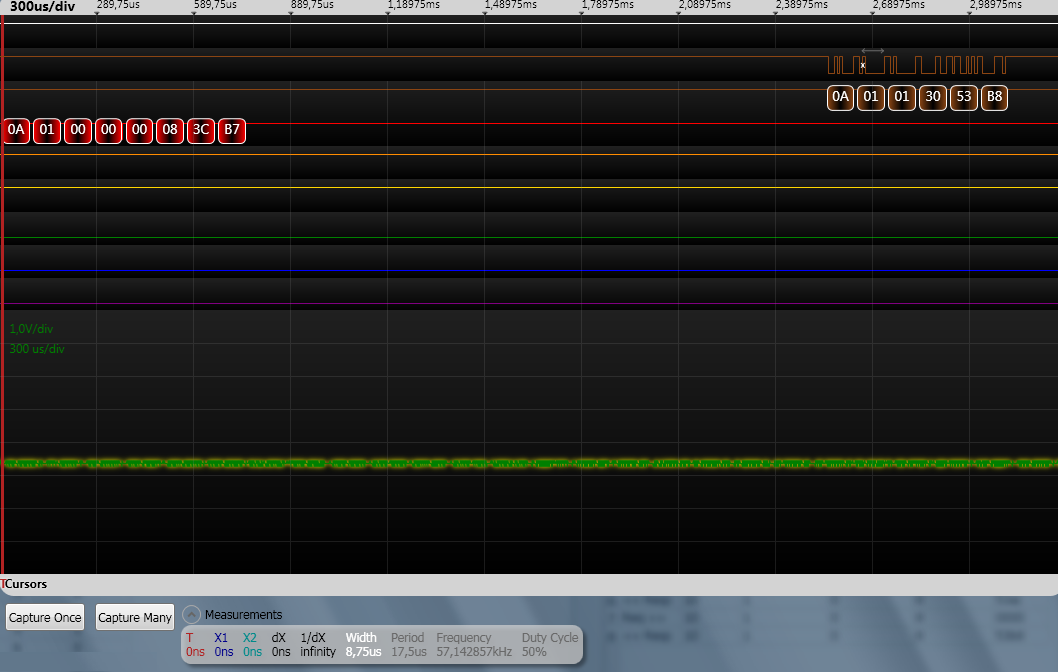 300us/div 289,75us 589,75us 889,75us 1,18975ms 1,48975ms 1,78975ms 2,08975ms 2,38975ms 2,68975ms 2,98975ms
x
0A 01 01 30 53 B8
0A 01 00 00 00 08 3C B7
1,0V/div
300 us/div
T
Cursors
Capture Once Capture Many Measurements
T X1 X2 dX 1/dX Width Period Frequency Duty Cycle
0ns 0ns 0ns 0ns infinity 8,75us 17,5us 57,142857kHz 50%